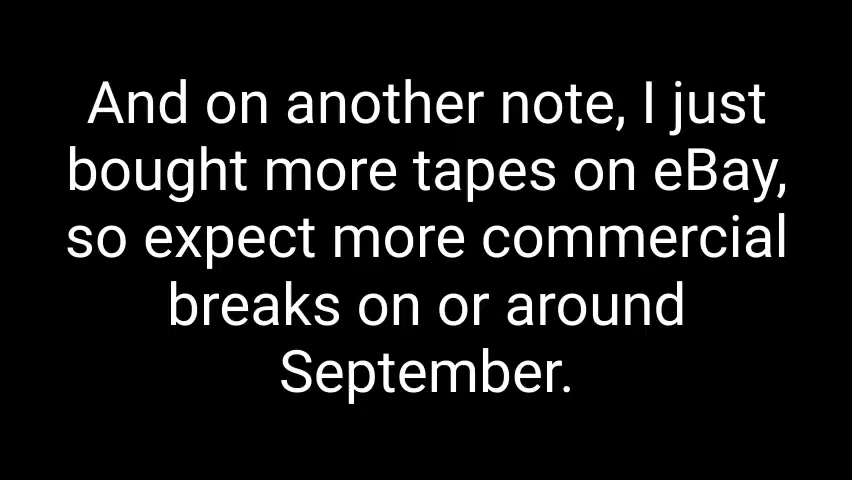 And on another note, I just
bought more tapes on eBay,
so expect more commercial
breaks on or around
September.